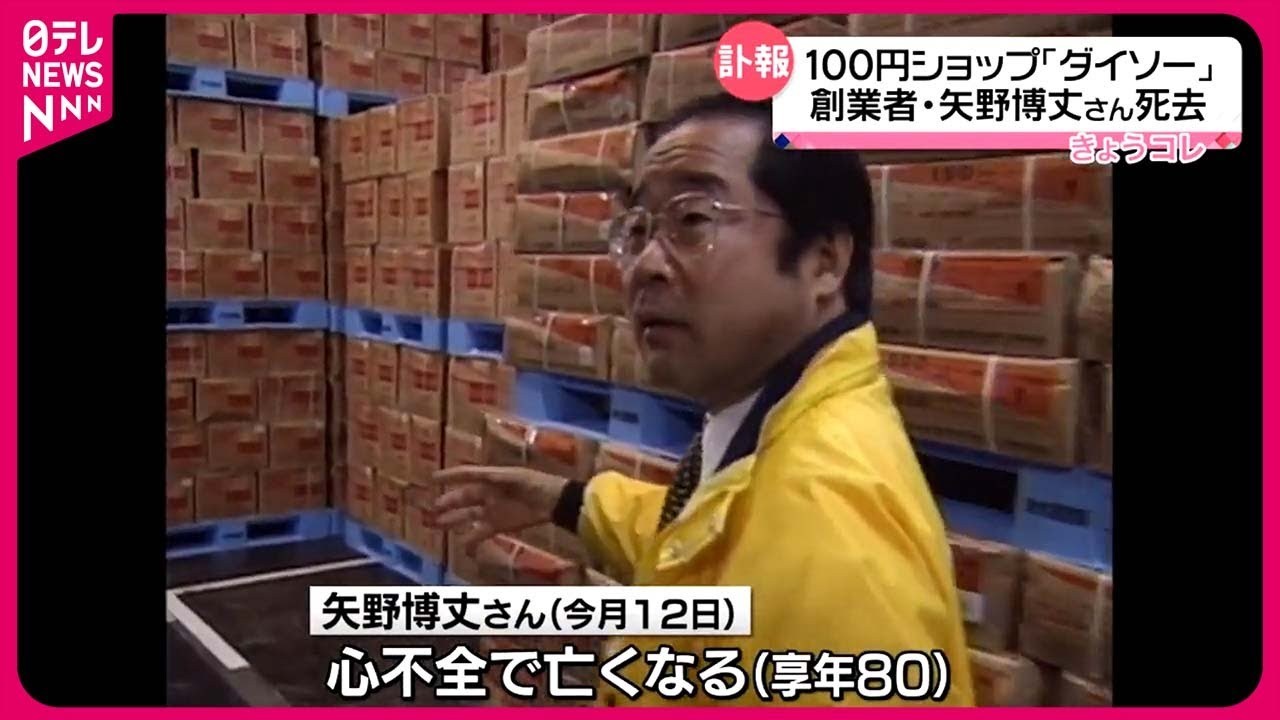 日テレ
NEWS
NNN
訃報
100円ショップ「ダイソー」
創業者・矢野博丈さん死去
きょうコレ
矢野博丈さん(今月12日)
心不全で亡くなる(享年80)